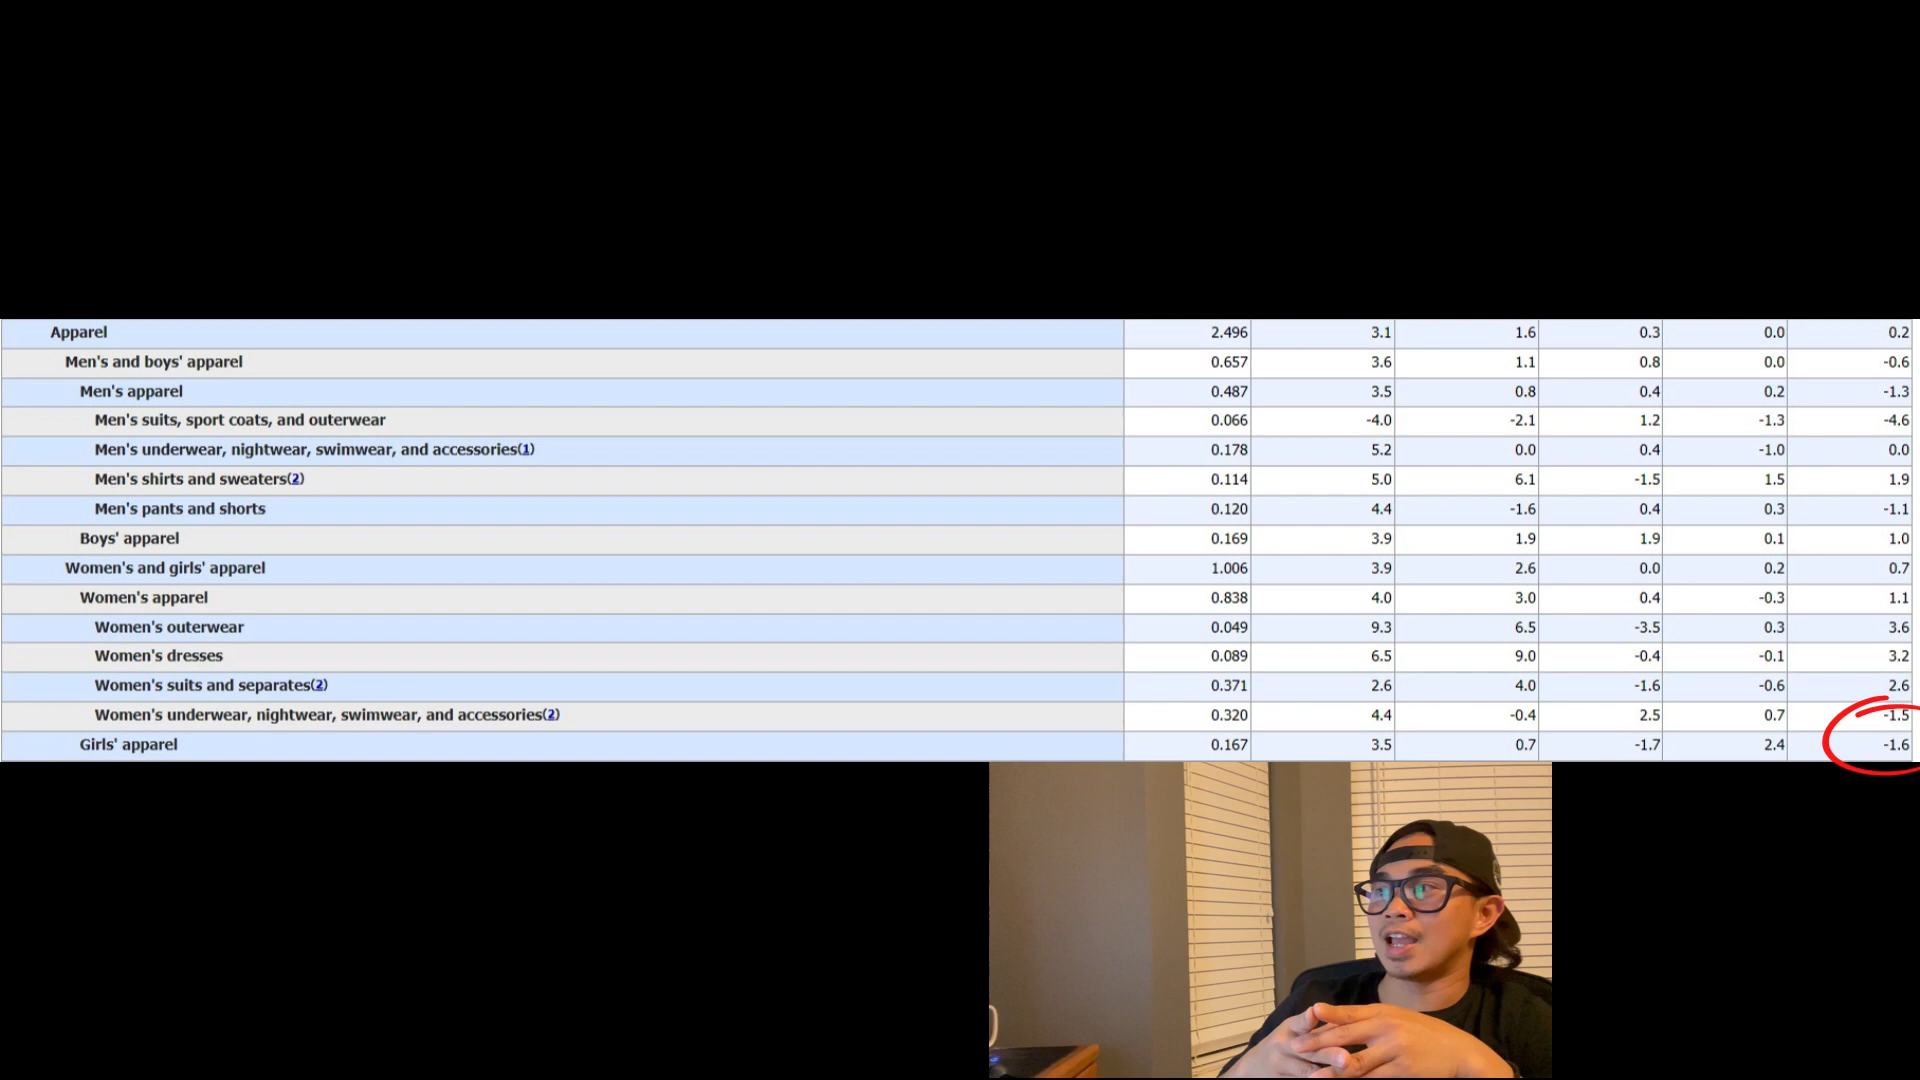 Apparel 2.496 3.1 1.6 0.3 0.0 0.2
Men's and boys' apparel 0.657 3.6 1.1 0.8 0.0 -0.6
Men's apparel 0.487 3.5 0.8 0.4 0.2 -1.3
Men's suits, sport coats, and outerwear 0.066 -4.0 -2.1 1.2 -1.3 -4.6
Men's underwear, nightwear, swimwear, and accessories(1) 0.178 5.2 0.0 0.4 -1.0 0.0
Men's shirts and sweaters(2) 0.114 5.0 6.1 -1.5 1.5 1.9
Men's pants and shorts 0.120 4.4 -1.6 0.4 0.3 -1.1
Boys' apparel 0.169 3.9 1.9 1.9 0.1 1.0
Women's and girls' apparel 1.006 3.9 2.6 0.0 0.2 0.7
Women's apparel 0.838 4.0 3.0 0.4 -0.3 1.1
Women's outerwear 0.049 9.3 6.5 -3.5 0.3 3.6
Women's dresses 0.089 6.5 9.0 -0.4 -0.1 3.2
Women's suits and separates(2) 0.371 2.6 4.0 -1.6 -0.6 2.6
Women's underwear, nightwear, swimwear, and accessories(2) 0.320 4.4 -0.4 2.5 0.7 -1.5
Girls' apparel 0.167 3.5 0.7 -1.7 2.4 -1.6